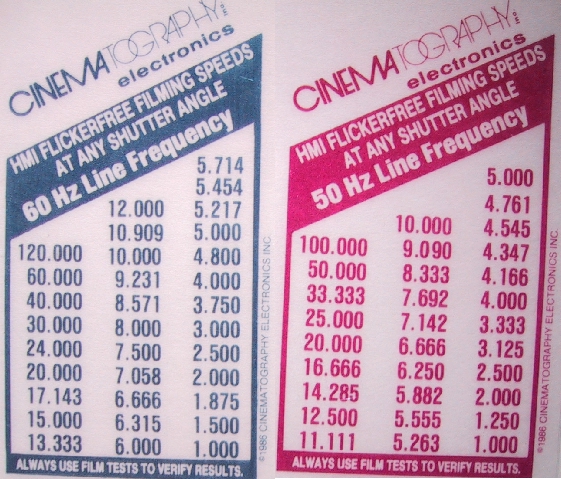 CINEMATOGRAPHY INC
electronics
HMI FLICKERFREE FILMING SPEEDS
AT ANY SHUTTER ANGLE
60 Hz Line Frequency
5.714
5.454
12.000 5.217
10.909 5.000
120.000 10.000 4.800
60.000 9.231 4.000
40.000 8.571 3.750
30.000 8.000 3.000
24.000 7.500 2.500
20.000 7.058 2.000
17.143 6.666 1.875
15.000 6.315 1.500
13.333 6.000 1.000
ALWAYS USE FILM TESTS TO VERIFY RESULTS.
©1986 CINEMATOGRAPHY ELECTRONICS INC
CINEMATOGRAPHY INC
electronics
HMI FLICKERFREE FILMING SPEEDS
AT ANY SHUTTER ANGLE
50 Hz Line Frequency
5.000
4.761
10.000 4.545
100.000 9.090 4.347
50.000 8.333 4.166
33.333 7.692 4.000
25.000 7.142 3.333
20.000 6.666 3.125
16.666 6.250 2.500
14.285 5.882 2.000
12.500 5.555 1.250
11.111 5.263 1.000
ALWAYS USE FILM TESTS TO VERIFY RESULTS.
©1986 CINEMATOGRAPHY ELECTRONICS INC